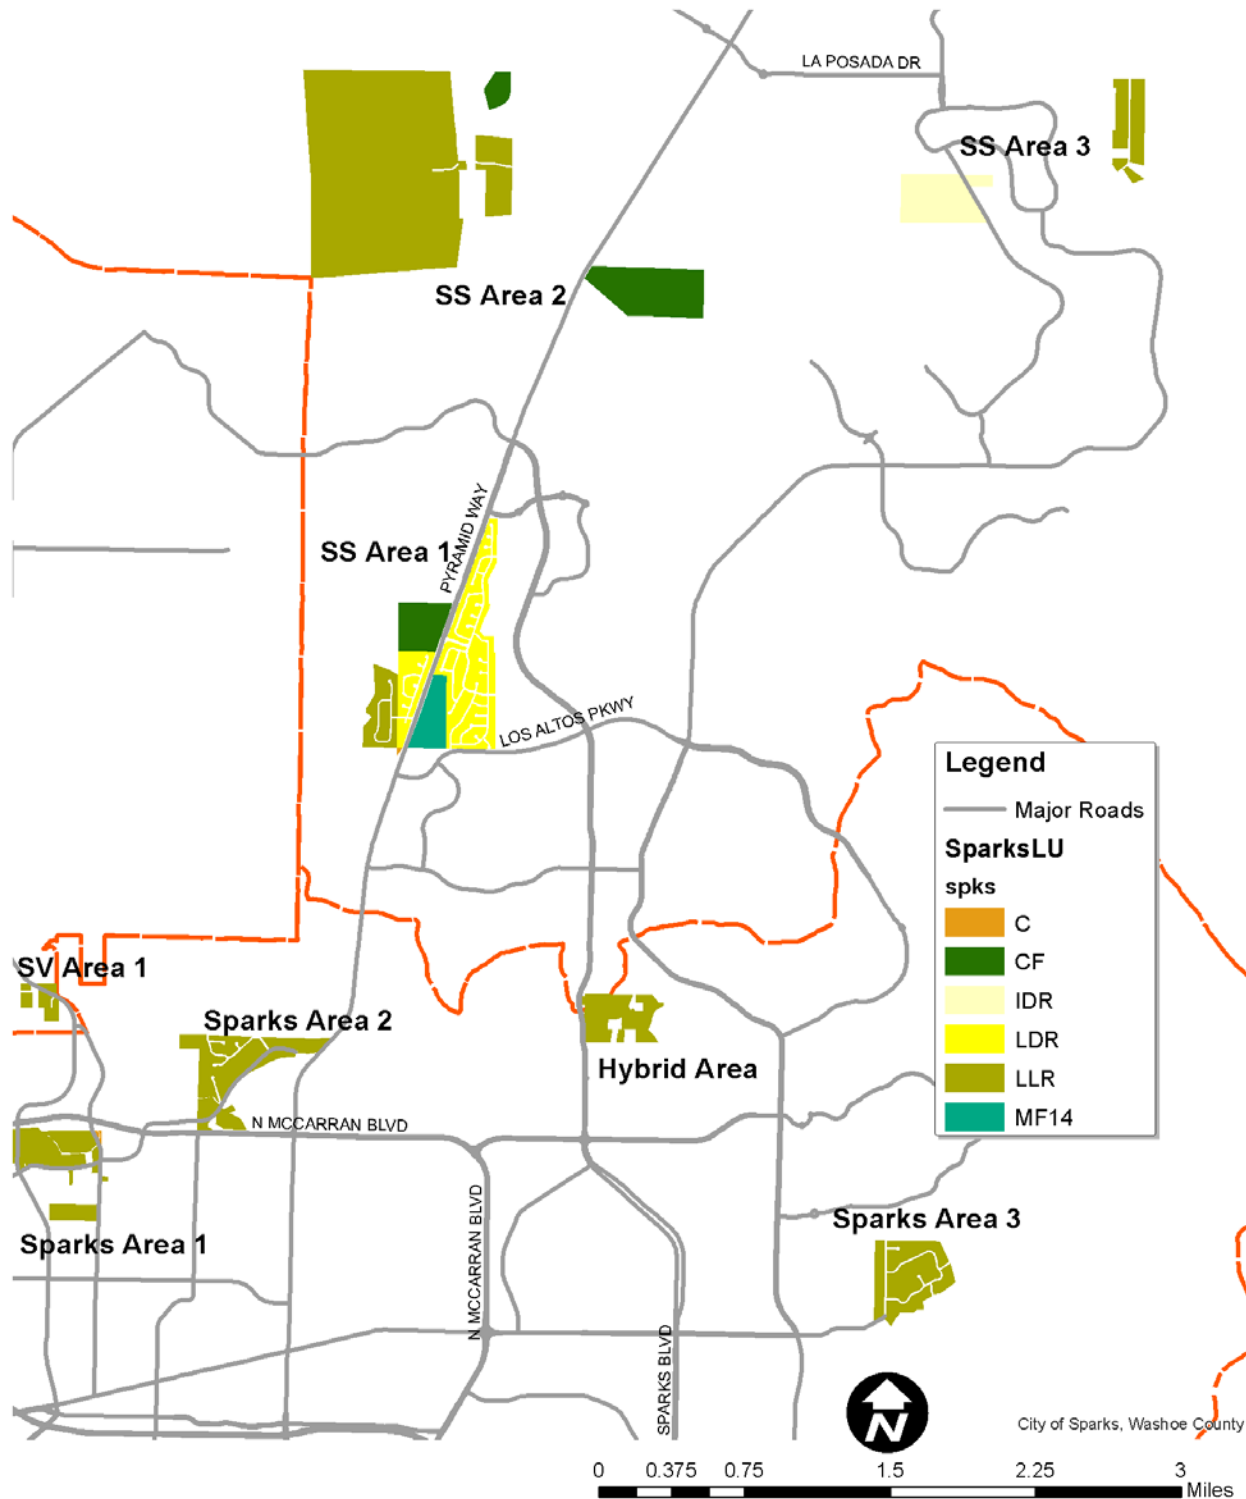 LA POSADA DR
SS Area 3
SS Area 2
PYRAMID WAY
SS Area 1
LOS ALTOS PKWY
Legend
Major Roads
SparksLU
spks
C
CF
IDR
LDR
LLR
MF14
SV Area 1
Sparks Area 2
Hybrid Area
N MCCARRAN BLVD
N MCCARRAN BLVD
Sparks Area 3
Sparks Area 1
SPARKS BLVD
N
City of Sparks, Washoe County
0 0.375 0.75 1.5 2.25 3
Miles